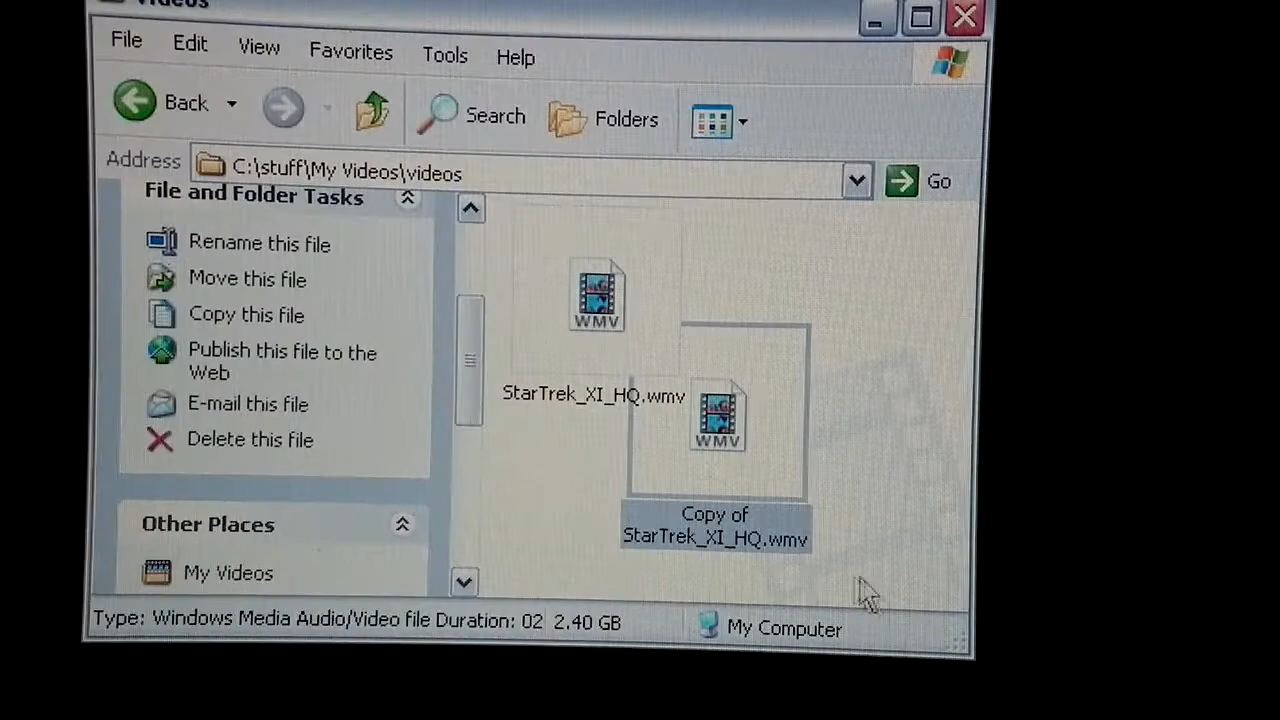 Videos
File Edit View Favorites Tools Help
Back Search Folders
Address C:\stuff\My Videos\videos Go
File and Folder Tasks
Rename this file
Move this file
Copy this file
Publish this file to the
Web
E-mail this file
Delete this file
Other Places
My Videos
WMV
StarTrek_XI_HQ.wmv
WMV
Copy of
StarTrek_XI_HQ.wmv
Type: Windows Media Audio/Video file Duration: 02 2.40 GB My Computer